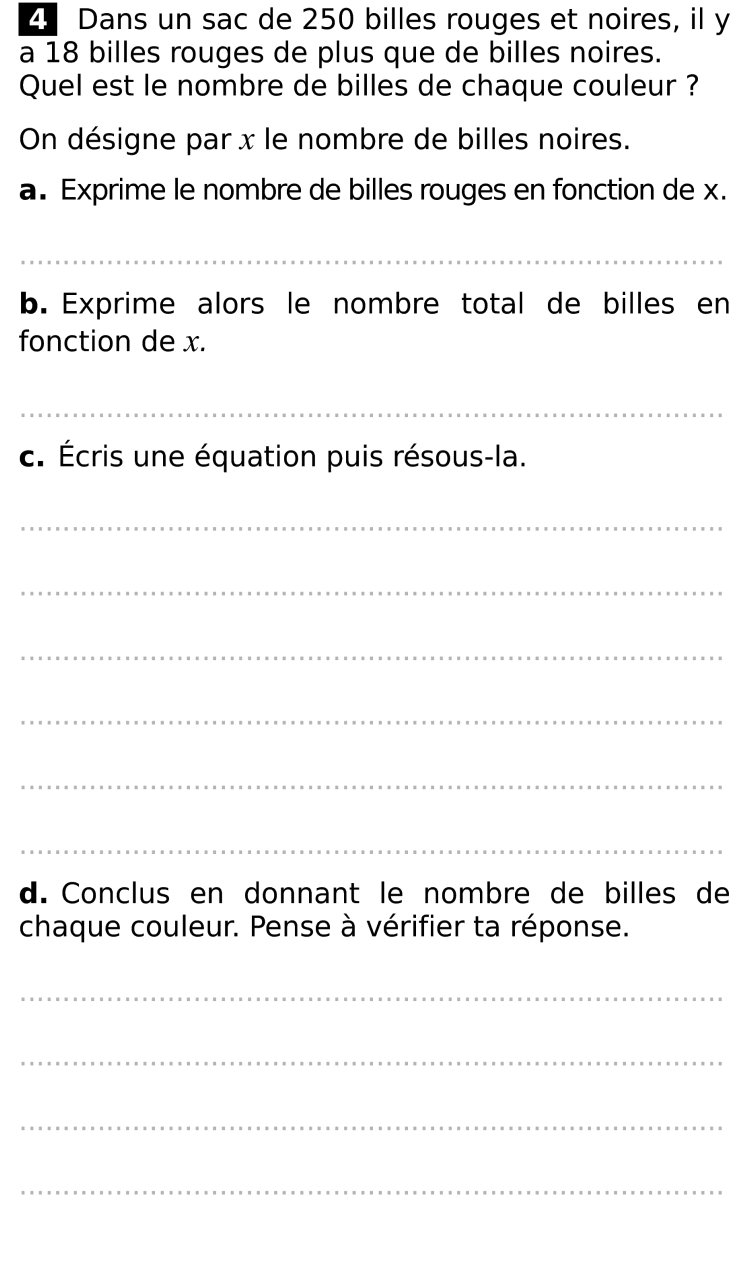 4 Dans un sac de 250 billes rouges et noires, il y
a 18 billes rouges de plus que de billes noires.
Quel est le nombre de billes de chaque couleur ?
On désigne par x le nombre de billes noires.
a. Exprime le nombre de billes rouges en fonction de x.
b. Exprime alors le nombre total de billes en
fonction de x.
c. Écris une équation puis résous-la.
d. Conclus en donnant le nombre de billes de
chaque couleur. Pense à vérifier ta réponse.